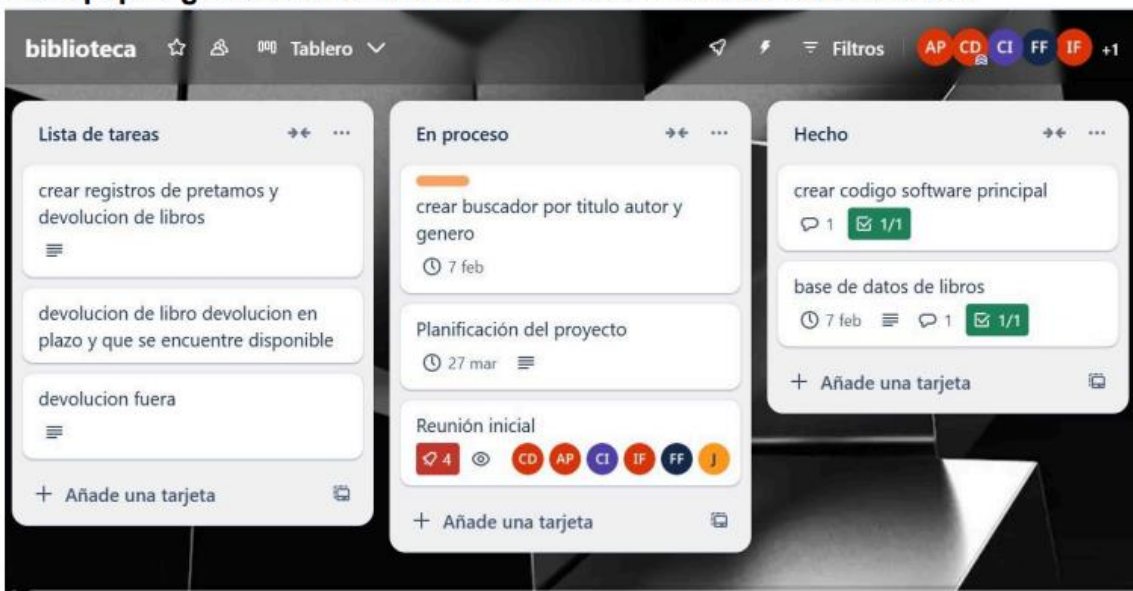 biblioteca Tablero Filtros AP CD CI FF IF +1
Lista de tareas
crear registros de pretamos y
devolucion de libros
devolucion de libro devolucion en
plazo y que se encuentre disponible
devolucion fuera
+ Añade una tarjeta
En proceso
crear buscador por titulo autor y
genero
7 feb
Planificación del proyecto
27 mar
Reunión inicial
4 CD AP CI IF FF J
+ Añade una tarjeta
Hecho
crear codigo software principal
1 1/1
base de datos de libros
7 feb 1 1/1
+ Añade una tarjeta